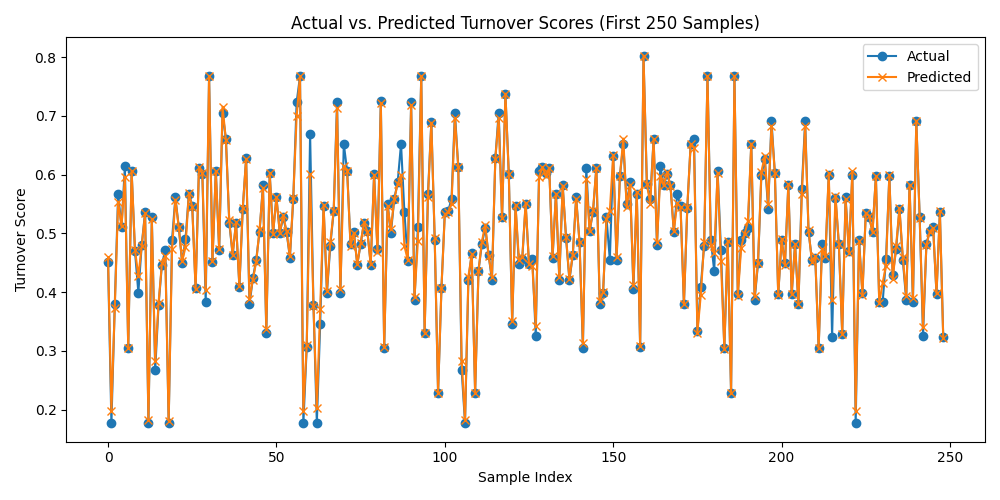 Actual vs. Predicted Turnover Scores (First 250 Samples)
Actual
Predicted
Turnover Score
0.8
0.7
0.6
0.5
0.4
0.3
0.2
0
50
100
150
200
250
Sample Index